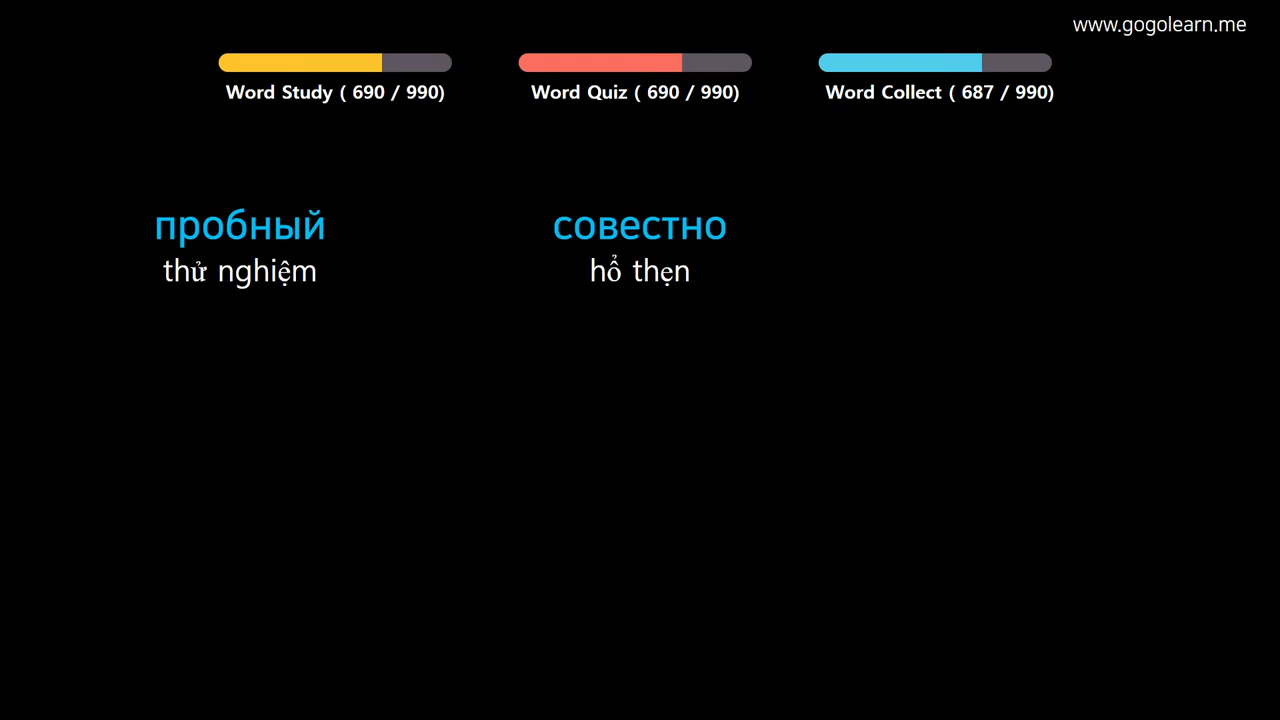 www.gogolearn.me
Word Study ( 690 / 990)
Word Quiz ( 690 / 990)
Word Collect ( 687 / 990)
пробный
thử nghiệm
совестно
hổ thẹn